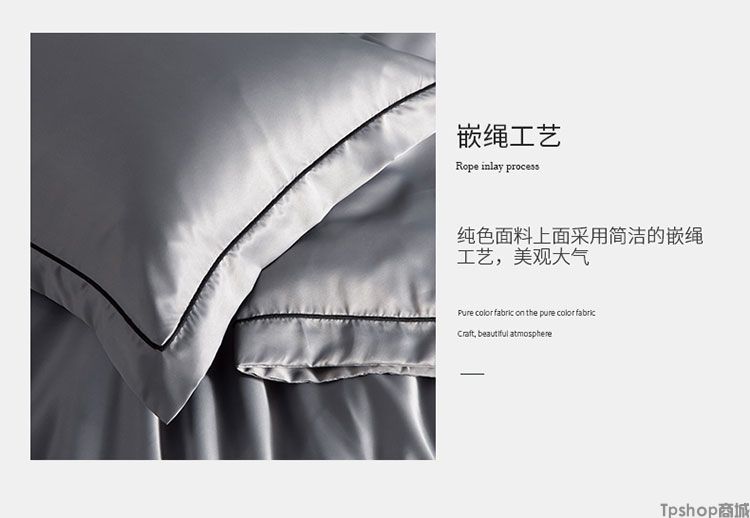 嵌绳工艺
Rope inlay process
纯色面料上面采用简洁的嵌绳
工艺，美观大气
Pure color fabric on the pure color fabric
Craft, beautiful atmosphere
Tpshop商城